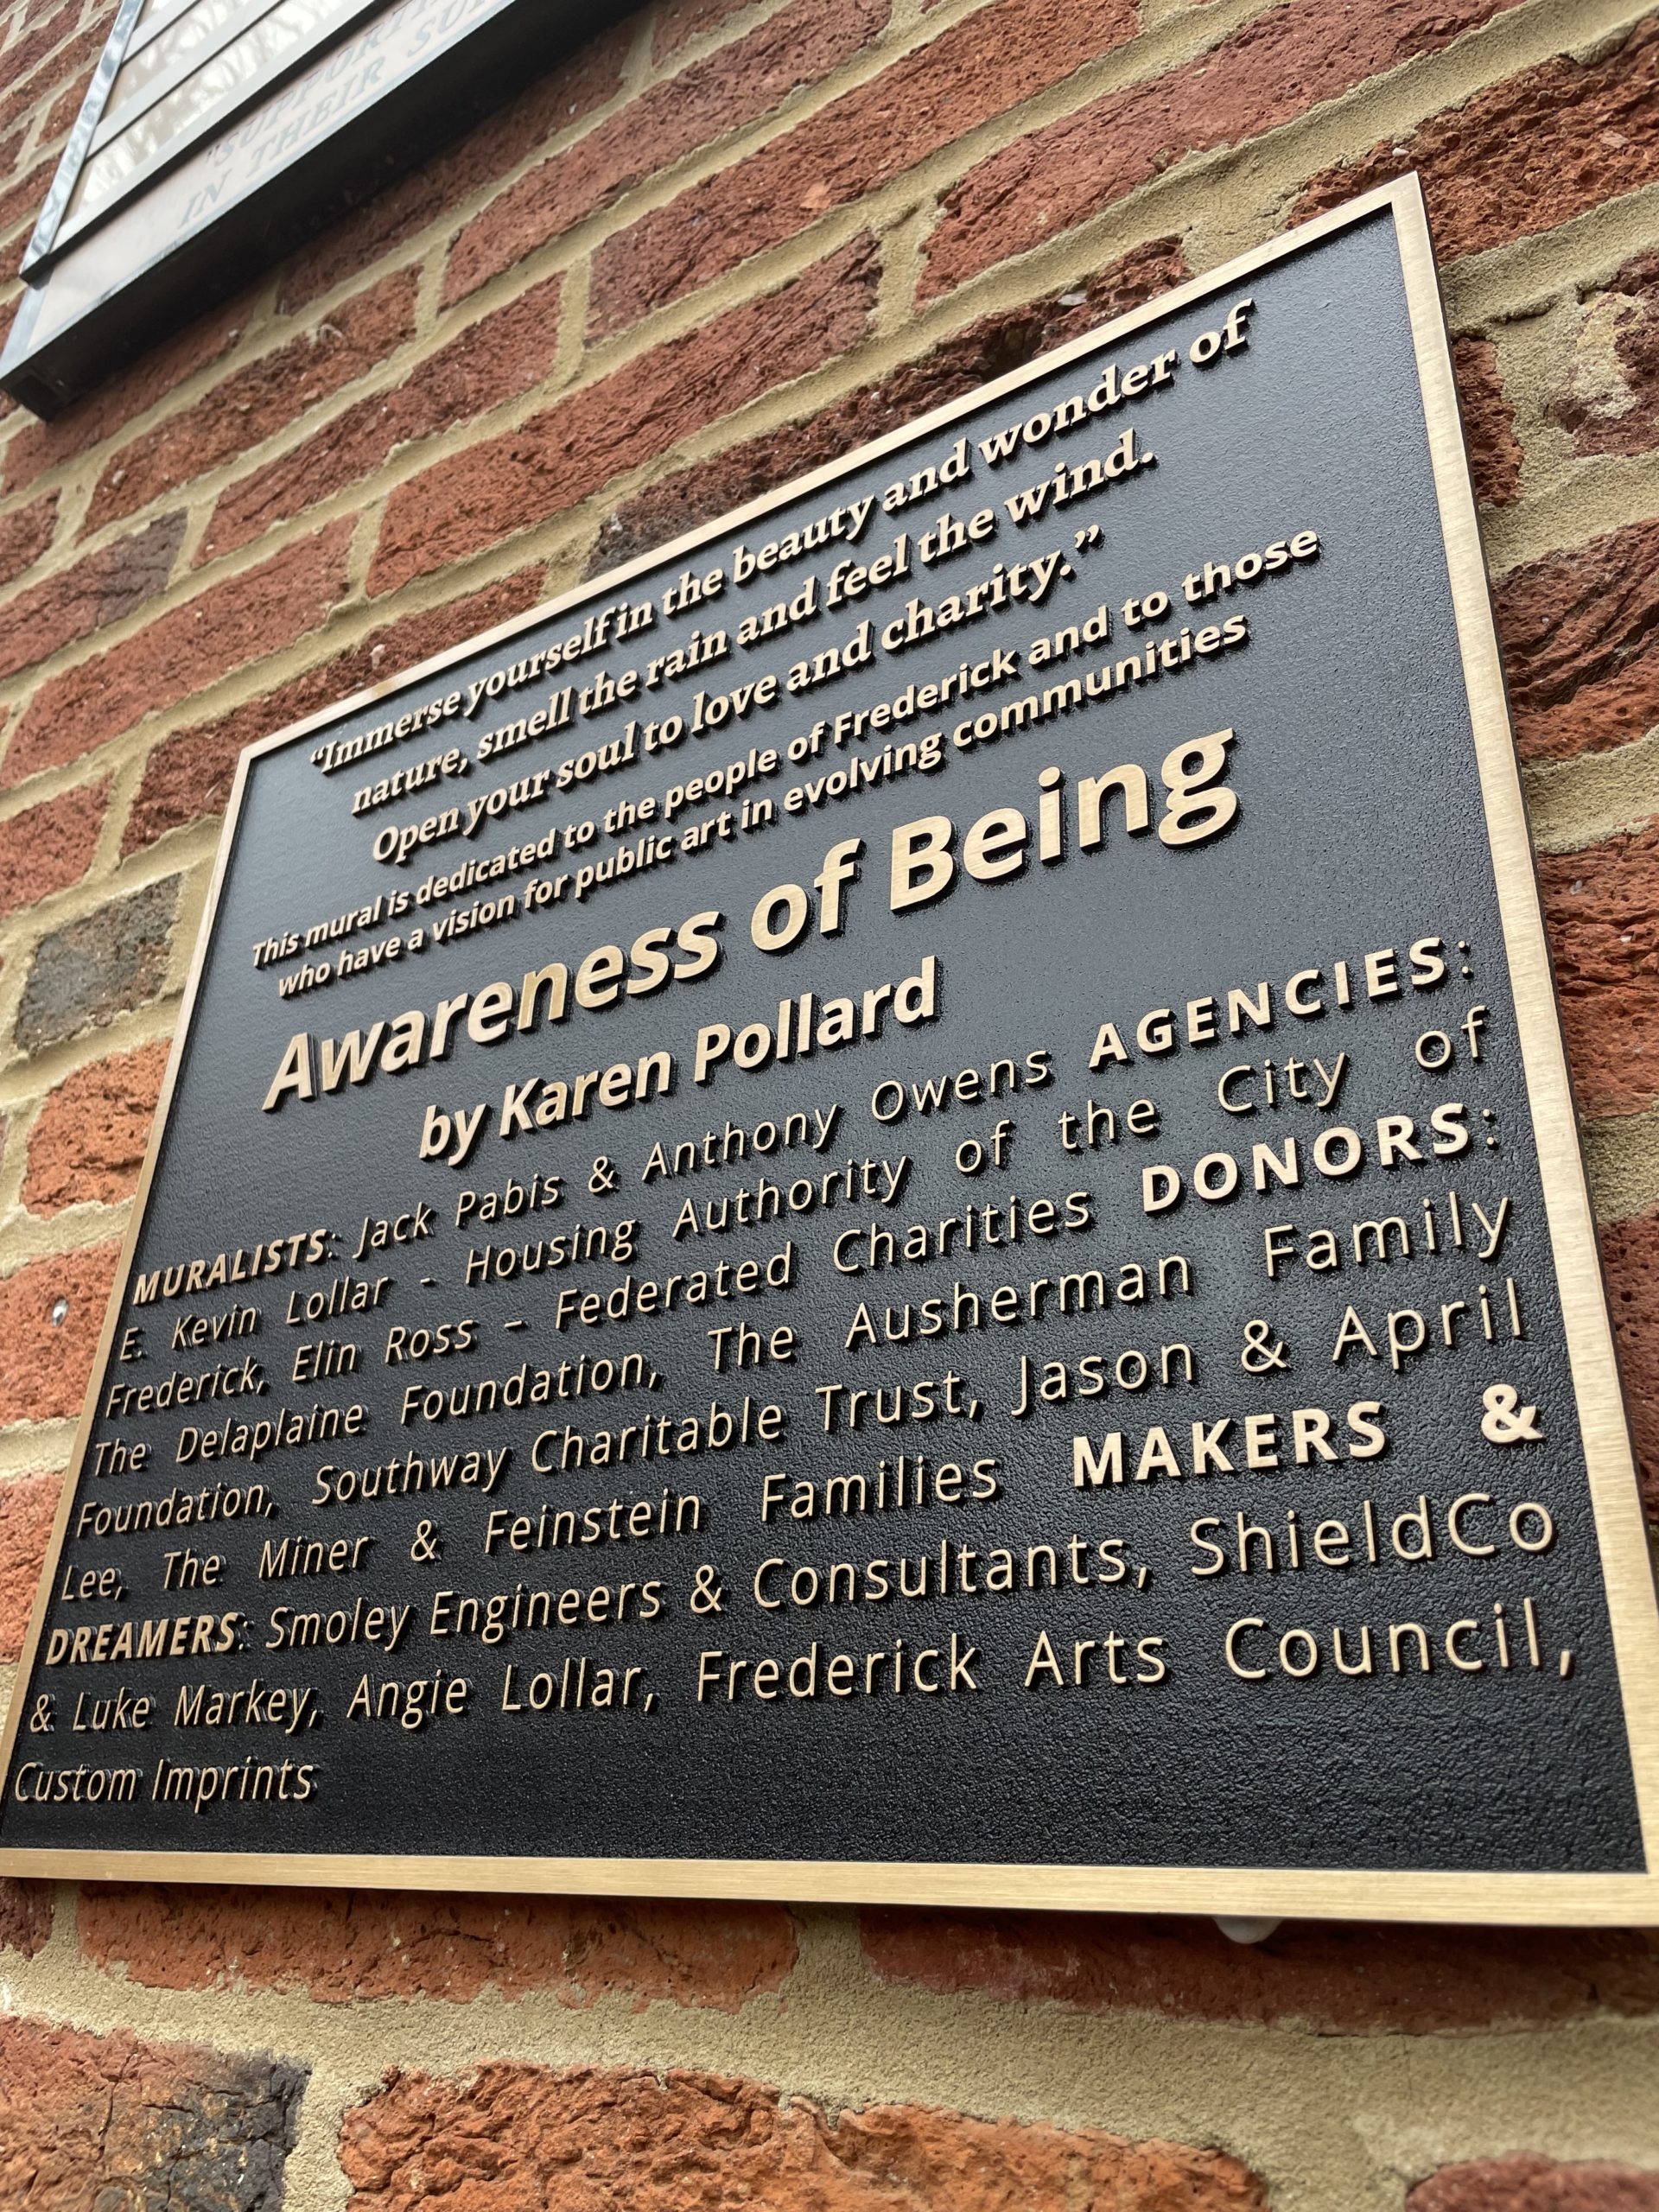 "SUPPORT
IN THEIR
“Immerse yourself in the beauty and wonder of
nature, smell the rain and feel the wind.
Open your soul to love and charity.”
This mural is dedicated to the people of Frederick and to those
who have a vision for public art in evolving communities
Awareness of Being
by Karen Pollard
MURALISTS: Jack Pabis & Anthony Owens AGENCIES:
E. Kevin Lollar - Housing Authority of the City of
Frederick, Elin Ross – Federated Charities DONORS:
The Delaplaine Foundation, The Ausherman Family
Foundation, Southway Charitable Trust, Jason & April
Lee, The Miner & Feinstein Families MAKERS &
DREAMERS: Smoley Engineers & Consultants, ShieldCo
& Luke Markey, Angie Lollar, Frederick Arts Council,
Custom Imprints